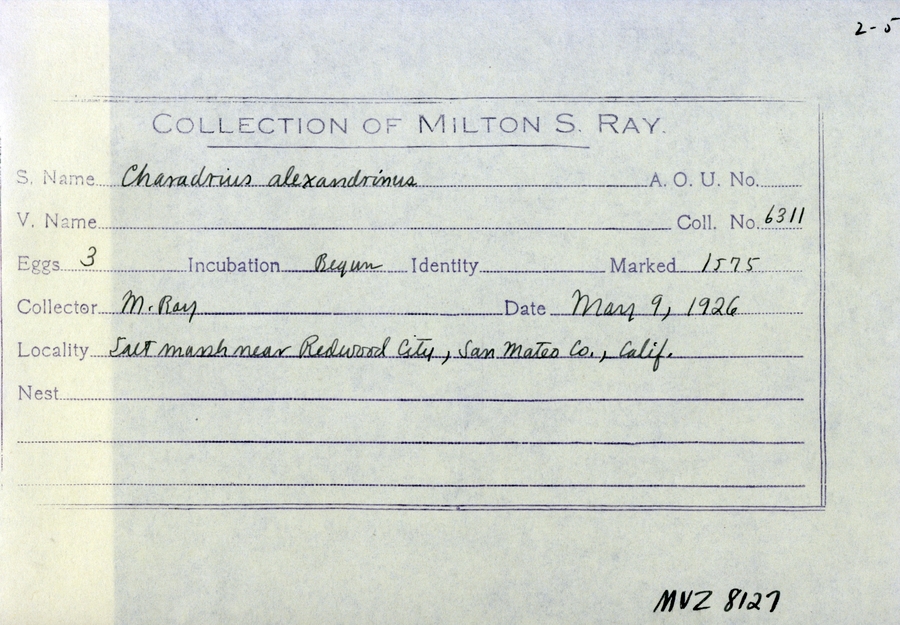 2-5
COLLECTION OF MILTON S. RAY.
S. Name Charadrius alexandrinus A. O. U. No.
V. Name Coll. No. 6311
Eggs 3 Incubation Begun Identity Marked 1575
Collector M. Ray Date May 9, 1926
Locality Salt marsh near Redwood City, San Mateo Co., Calif.
Nest
MVZ 8127